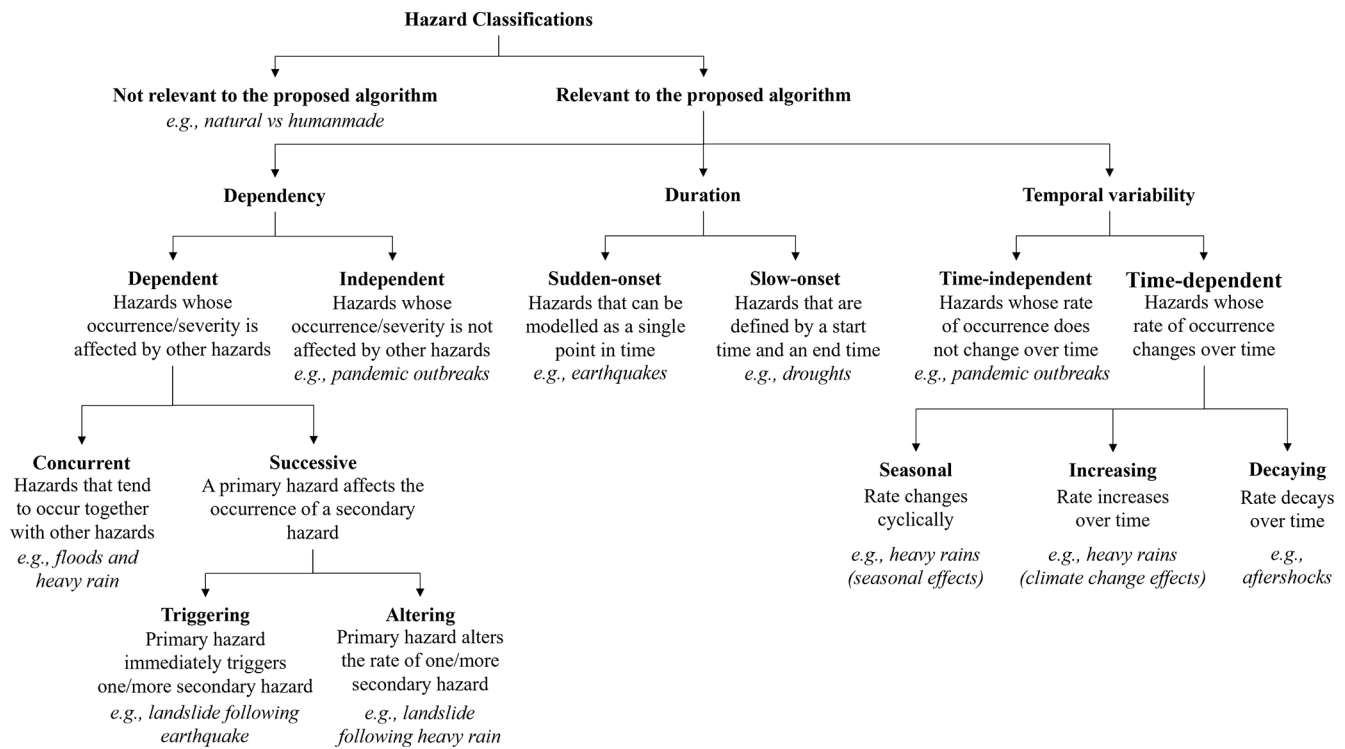 Hazard Classifications
Not relevant to the proposed algorithm
e.g., natural vs humanmade
Relevant to the proposed algorithm
Dependency
Duration
Temporal variability
Dependent
Hazards whose
occurrence/severity is
affected by other hazards
Independent
Hazards whose
occurrence/severity is not
affected by other hazards
e.g., pandemic outbreaks
Sudden-onset
Hazards that can be
modelled as a single
point in time
e.g., earthquakes
Slow-onset
Hazards that are
defined by a start
time and an end time
e.g., droughts
Time-independent
Hazards whose rate
of occurrence does
not change over time
e.g., pandemic outbreaks
Time-dependent
Hazards whose
rate of occurrence
changes over time
Concurrent
Hazards that tend
to occur together
with other hazards
e.g., floods and
heavy rain
Successive
A primary hazard affects the
occurrence of a secondary
hazard
Seasonal
Rate changes
cyclically
e.g., heavy rains
(seasonal effects)
Increasing
Rate increases
over time
e.g., heavy rains
(climate change effects)
Decaying
Rate decays
over time
e.g.,
aftershocks
Triggering
Primary hazard
immediately triggers
one/more secondary hazard
e.g., landslide following
earthquake
Altering
Primary hazard alters
the rate of one/more
secondary hazard
e.g., landslide
following heavy rain